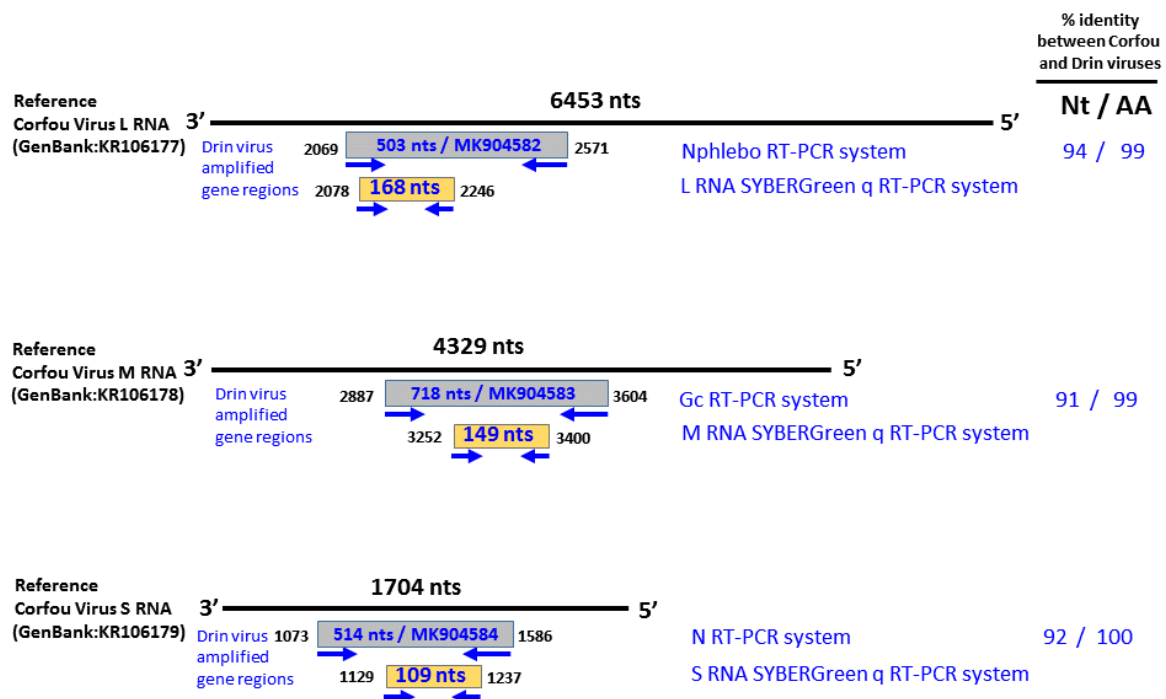 % identity
between Corfou
and Drin viruses
Nt / AA
Reference
Corfou Virus L RNA
(GenBank:KR106177)
3’
6453 nts
5’
Drin virus
amplified
gene regions
2069
503 nts / MK904582
2571
Nphlebo RT-PCR system
94 / 99
2078
168 nts
2246
L RNA SYBERGreen q RT-PCR system
Reference
Corfou Virus M RNA
(GenBank:KR106178)
3’
4329 nts
5’
Drin virus
amplified
gene regions
2887
718 nts / MK904583
3604
Gc RT-PCR system
91 / 99
3252
149 nts
3400
M RNA SYBERGreen q RT-PCR system
Reference
Corfou Virus S RNA
(GenBank:KR106179)
3’
1704 nts
5’
Drin virus
amplified
gene regions
1073
514 nts / MK904584
1586
N RT-PCR system
92 / 100
1129
109 nts
1237
S RNA SYBERGreen q RT-PCR system